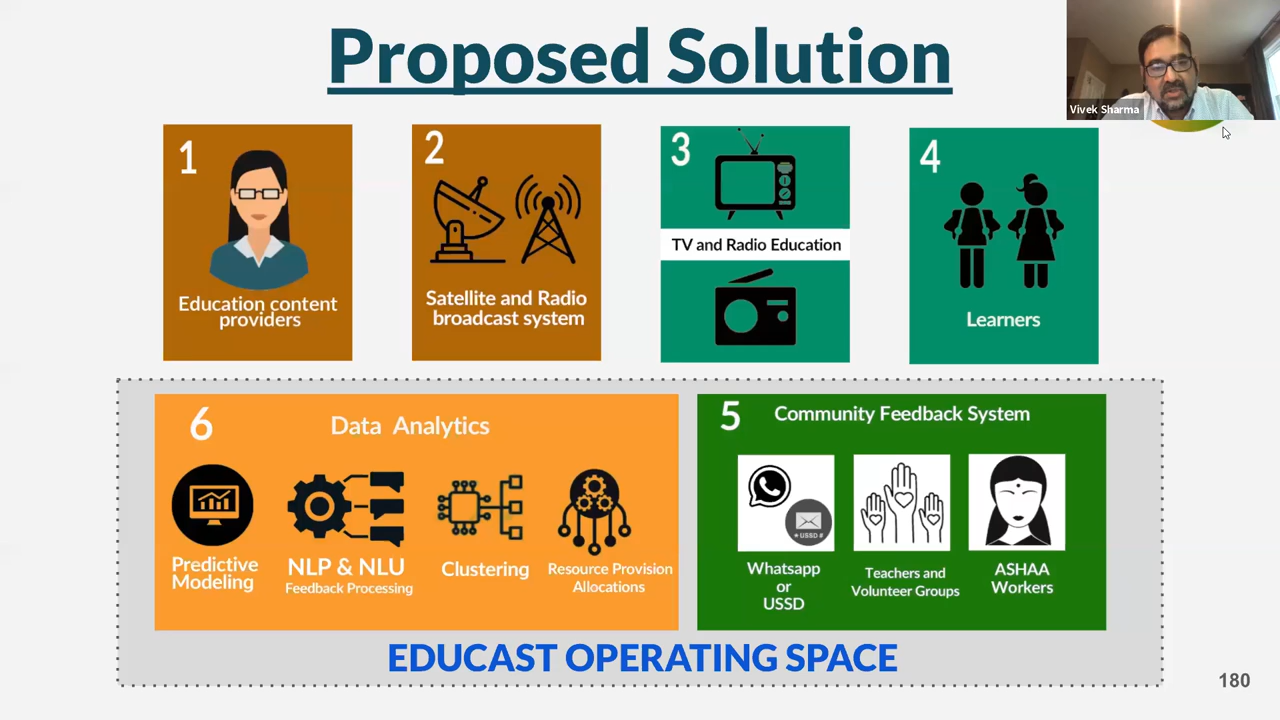 Proposed Solution
Vivek Sharma
1
Education content
providers
2
Satellite and Radio
broadcast system
3
TV and Radio Education
4
Learners
6
Data Analytics
Predictive
Modeling
NLP & NLU
Feedback Processing
Clustering
Resource Provision
Allocations
5
Community Feedback System
* USSD #
Whatsapp
or
USSD
Teachers and
Volunteer Groups
ASHAA
Workers
EDUCAST OPERATING SPACE
180